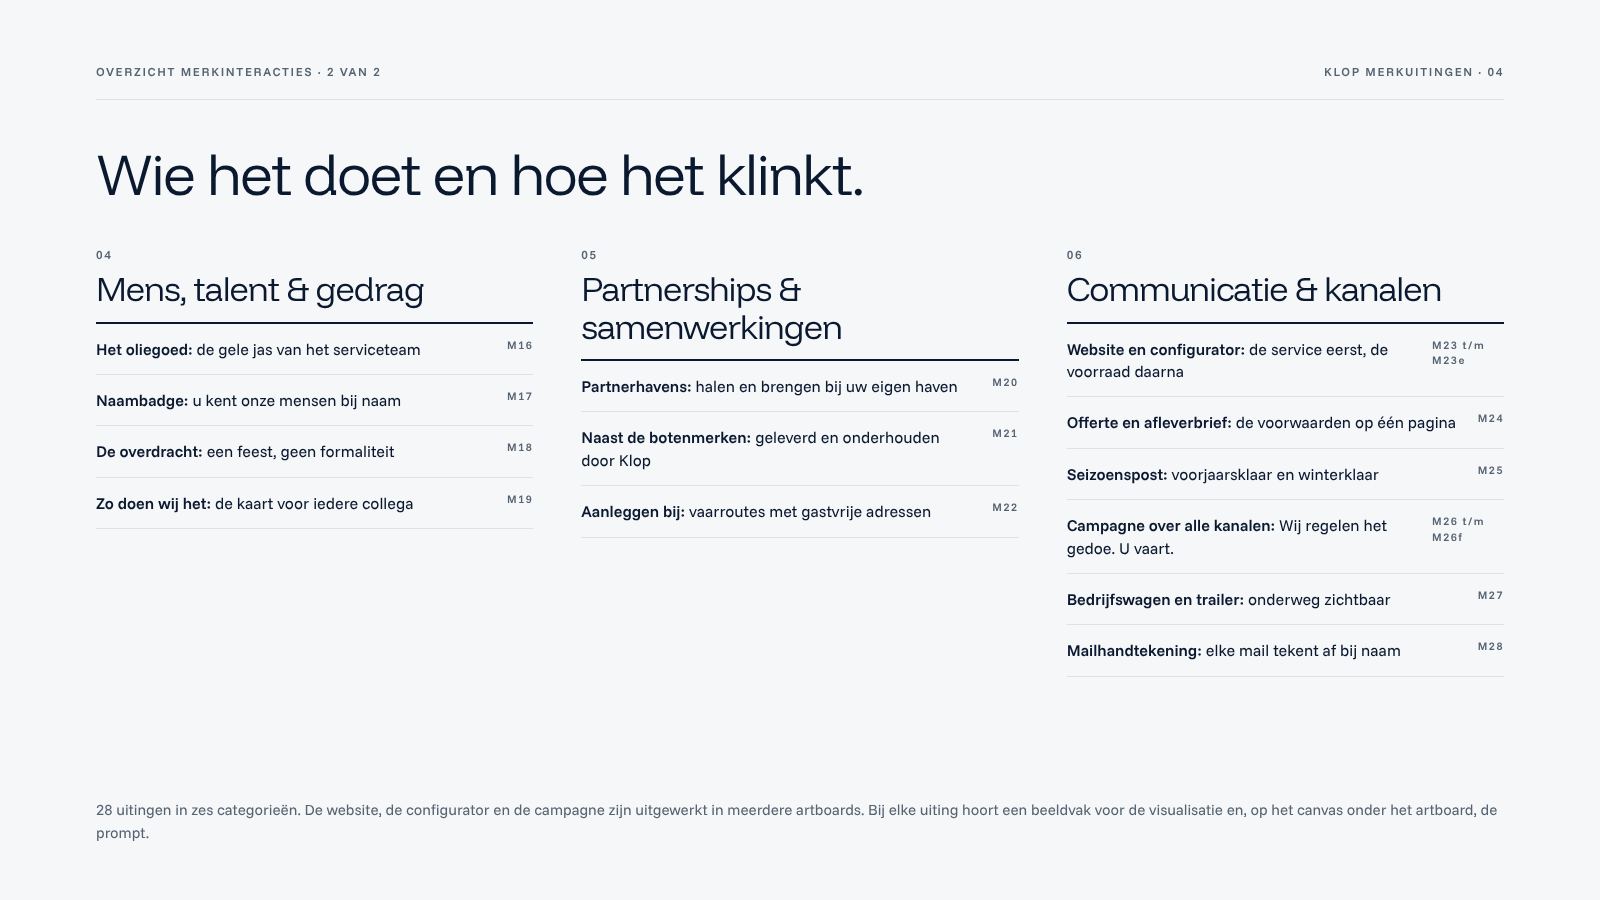 OVERZICHT MERKINTERACTIES · 2 VAN 2
KLOP MERKUITINGEN · 04
Wie het doet en hoe het klinkt.
04
Mens, talent & gedrag
Het oliegoed: de gele jas van het serviceteam
M16
Naambadge: u kent onze mensen bij naam
M17
De overdracht: een feest, geen formaliteit
M18
Zo doen wij het: de kaart voor iedere collega
M19
05
Partnerships &
samenwerkingen
Partnerhavens: halen en brengen bij uw eigen haven
M20
Naast de botenmerken: geleverd en onderhouden
door Klop
M21
Aanleggen bij: vaarroutes met gastvrije adressen
M22
06
Communicatie & kanalen
Website en configurator: de service eerst, de
voorraad daarna
M23 t/m
M23e
Offerte en afleverbrief: de voorwaarden op één pagina
M24
Seizoenspost: voorjaarsklaar en winterklaar
M25
Campagne over alle kanalen: Wij regelen het
gedoe. U vaart.
M26 t/m
M26f
Bedrijfswagen en trailer: onderweg zichtbaar
M27
Mailhandtekening: elke mail tekent af bij naam
M28
28 uitingen in zes categorieën. De website, de configurator en de campagne zijn uitgewerkt in meerdere artboards. Bij elke uiting hoort een beeldvak voor de visualisatie en, op het canvas onder het artboard, de
prompt.